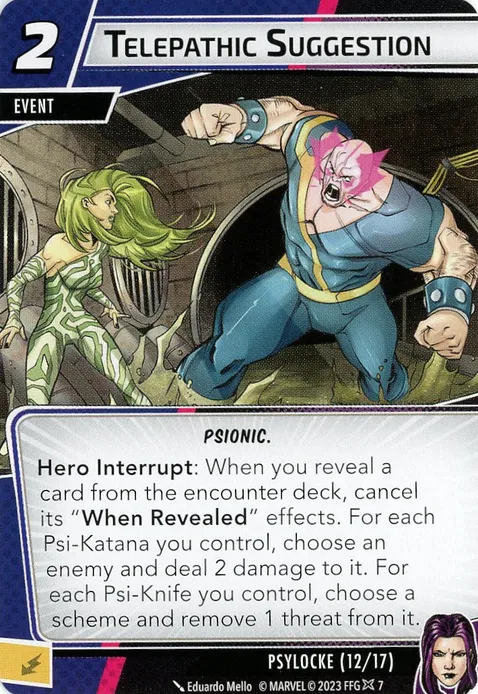 2
TELEPATHIC SUGGESTION
EVENT
PSIONIC.
Hero Interrupt: When you reveal a
card from the encounter deck, cancel
its “When Revealed” effects. For each
Psi-Katana you control, choose an
enemy and deal 2 damage to it. For
each Psi-Knife you control, choose a
scheme and remove 1 threat from it.
PSYLOCKE (12/17)
Eduardo Mello © MARVEL © 2023 FFG 7